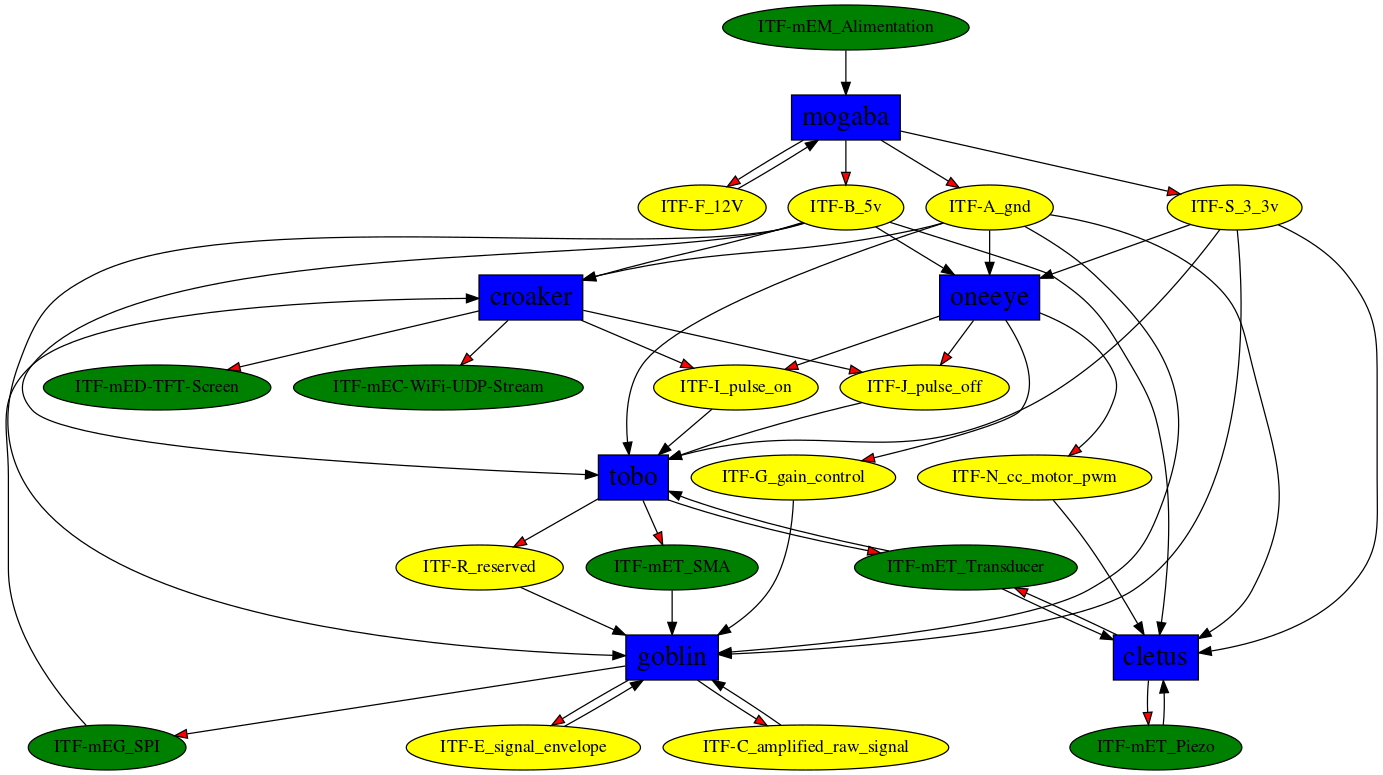 ITF-mEM_Alimentation
mogaba
ITF-F_12V
ITF-B_5v
ITF-A_gnd
ITF-S_3_3v
croaker
oneeye
ITF-mED-TFT-Screen
ITF-mEC-WiFi-UDP-Stream
ITF-I_pulse_on
ITF-J_pulse_off
tobo
ITF-G_gain_control
ITF-N_cc_motor_pwm
ITF-R_reserved
ITF-mET_SMA
ITF-mET_Transducer
goblin
cletus
ITF-mEG_SPI
ITF-E_signal_envelope
ITF-C_amplified_raw_signal
ITF-mET_Piezo